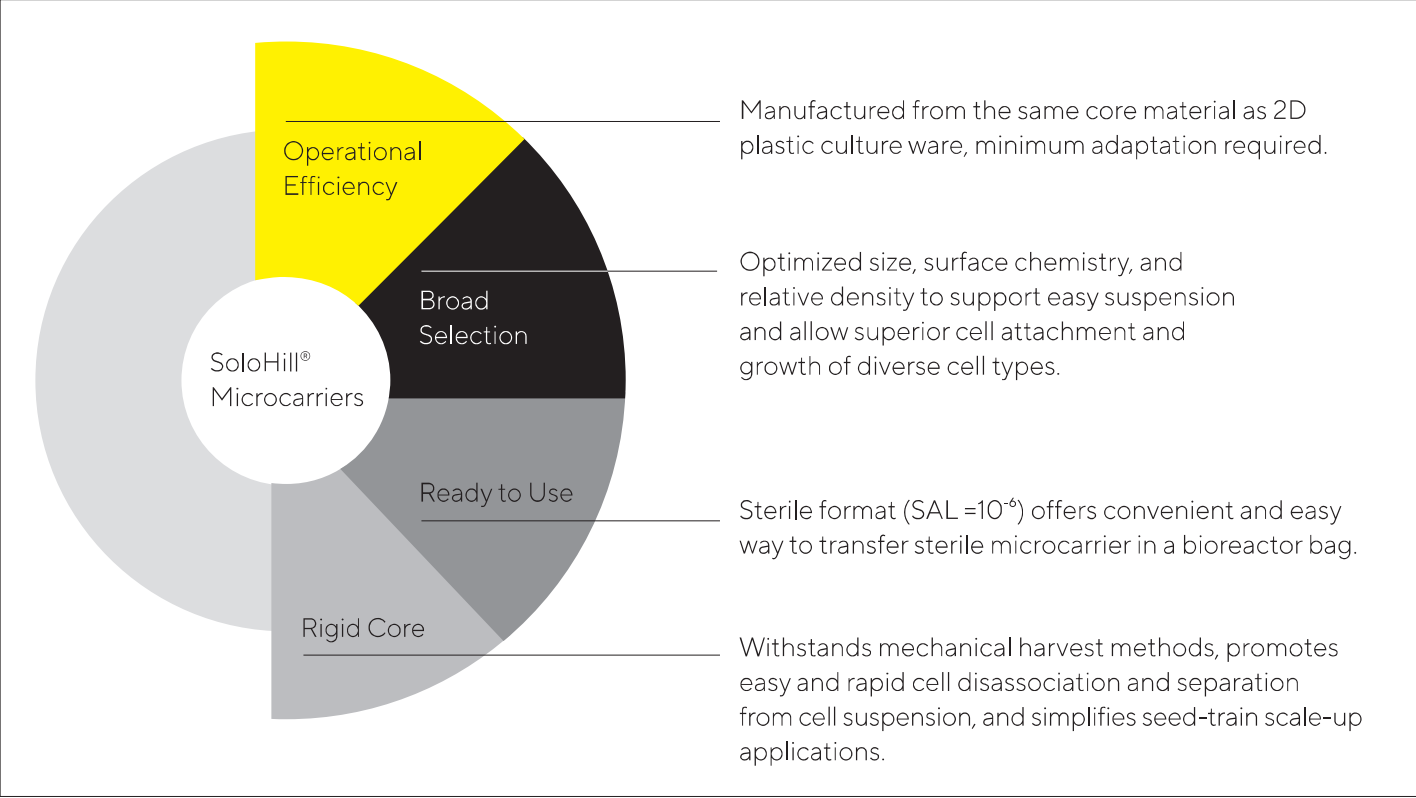 Operational
Efficiency
Manufactured from the same core material as 2D
plastic culture ware, minimum adaptation required.
Broad
Selection
Optimized size, surface chemistry, and
relative density to support easy suspension
and allow superior cell attachment and
growth of diverse cell types.
SoloHill®
Microcarriers
Ready to Use
Sterile format (SAL =10⁻⁶) offers convenient and easy
way to transfer sterile microcarrier in a bioreactor bag.
Rigid Core
Withstands mechanical harvest methods, promotes
easy and rapid cell disassociation and separation
from cell suspension, and simplifies seed-train scale-up
applications.